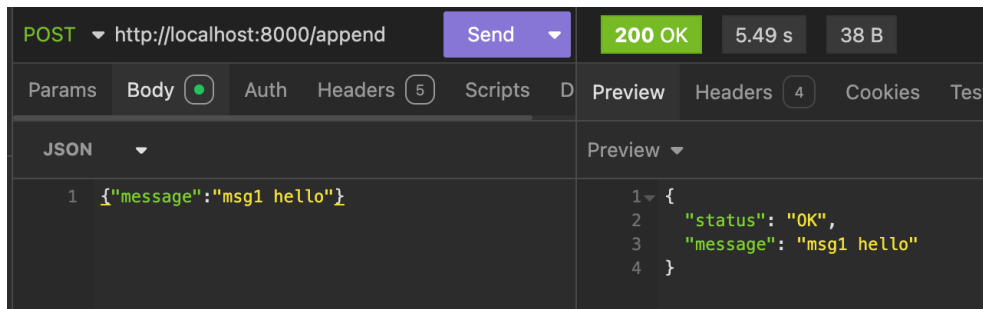 POST http://localhost:8000/append Send
Params Body Auth Headers 5 Scripts D
JSON
1 {"message":"msg1 hello"}
200 OK 5.49 s 38 B
Preview Headers 4 Cookies Tes
Preview
1 {
2 "status": "OK",
3 "message": "msg1 hello"
4 }